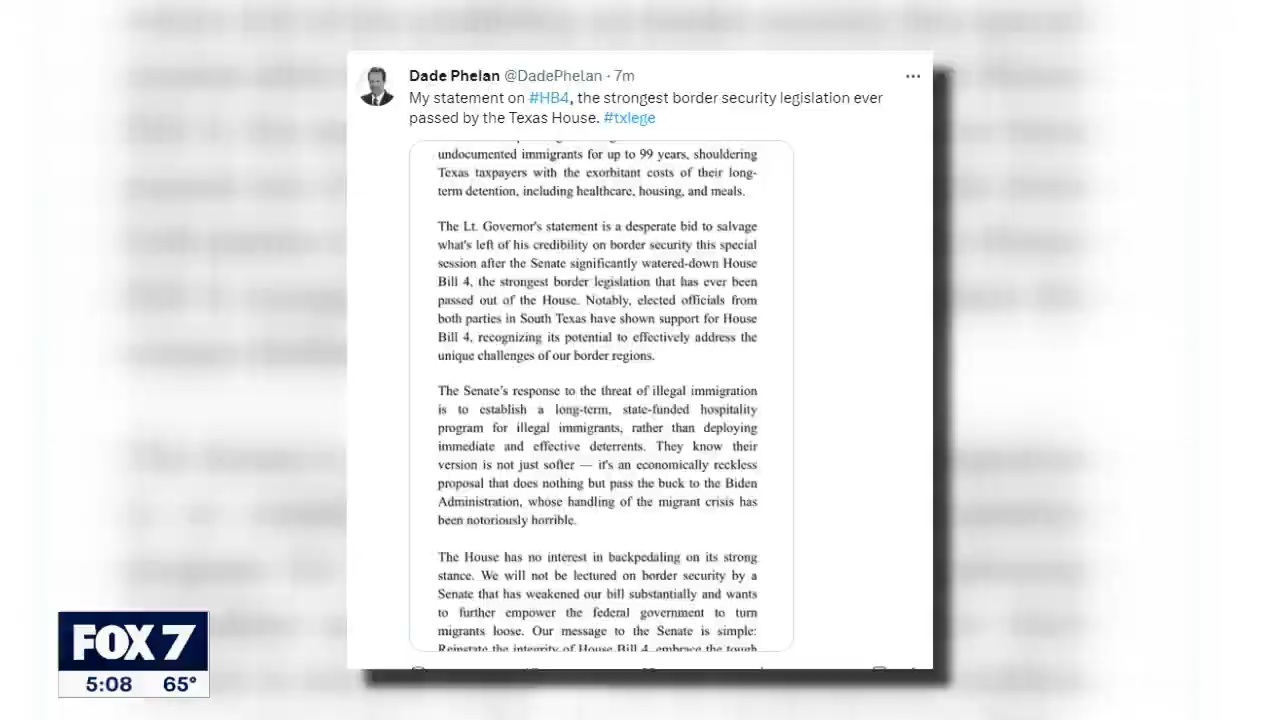 Dade Phelan @DadePhelan · 7m
My statement on #HB4, the strongest border security legislation ever
passed by the Texas House. #txlege
undocumented immigrants for up to 99 years, shouldering
Texas taxpayers with the exorbitant costs of their long-
term detention, including healthcare, housing, and meals.
The Lt. Governor's statement is a desperate bid to salvage
what's left of his credibility on border security this special
session after the Senate significantly watered-down House
Bill 4, the strongest border legislation that has ever been
passed out of the House. Notably, elected officials from
both parties in South Texas have shown support for House
Bill 4, recognizing its potential to effectively address the
unique challenges of our border regions.
The Senate's response to the threat of illegal immigration
is to establish a long-term, state-funded hospitality
program for illegal immigrants, rather than deploying
immediate and effective deterrents. They know their
version is not just softer — it's an economically reckless
proposal that does nothing but pass the buck to the Biden
Administration, whose handling of the migrant crisis has
been notoriously horrible.
The House has no interest in backpedaling on its strong
stance. We will not be lectured on border security by a
Senate that has weakened our bill substantially and wants
to further empower the federal government to turn
migrants loose. Our message to the Senate is simple:
Reinstate the integrity of House Bill 4, embrace the tough
FOX 7
5:08 65°